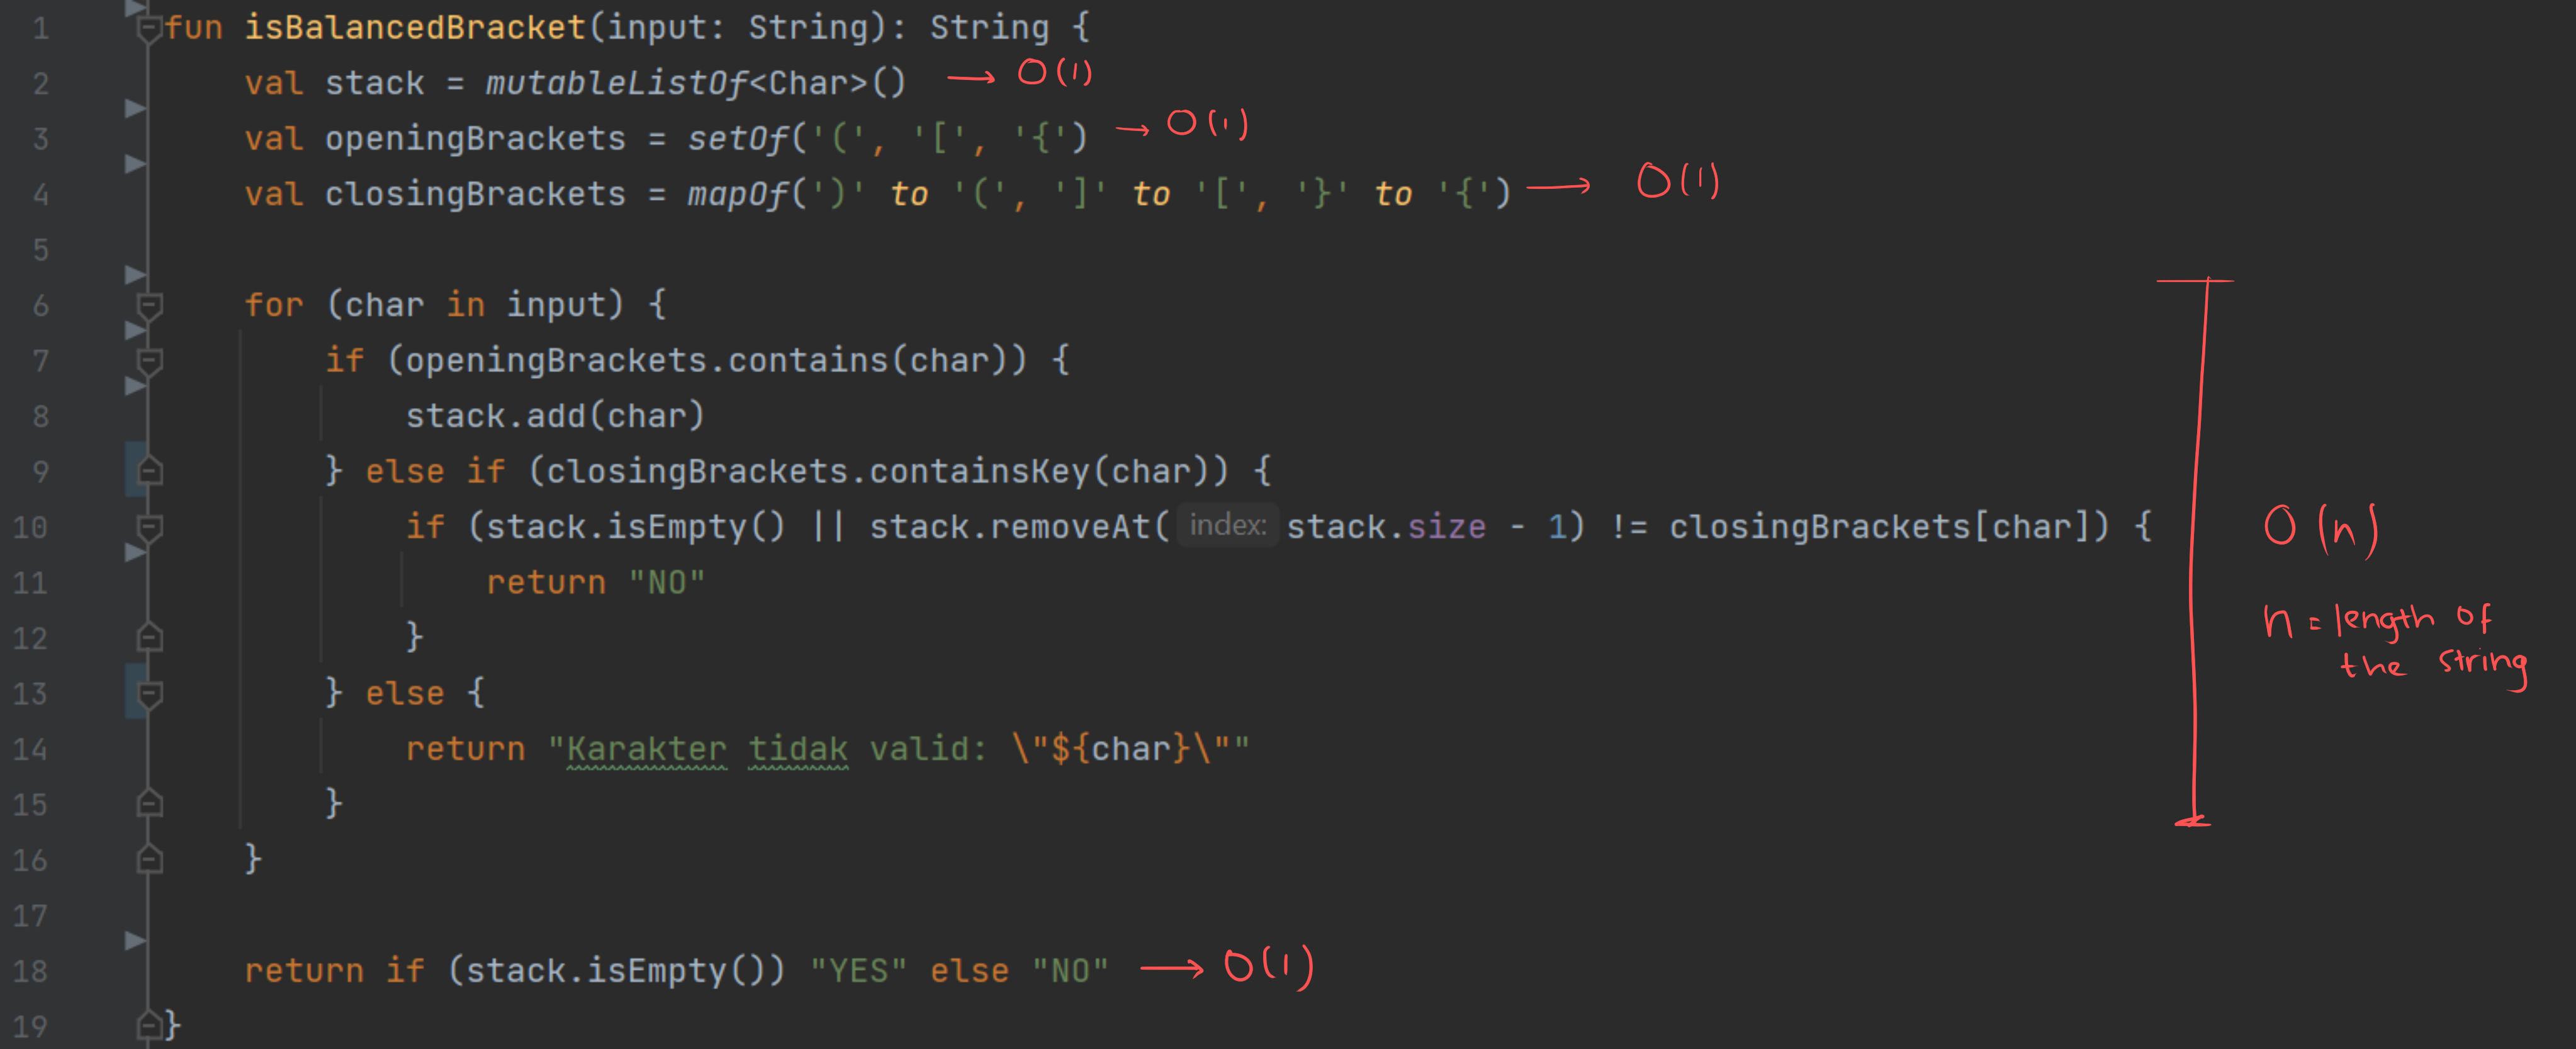 1 fun isBalancedBracket(input: String): String {
2     val stack = mutableListOf<Char>() → O(1)
3     val openingBrackets = setOf('(', '[', '{') → O(1)
4     val closingBrackets = mapOf(')' to '(', ']' to '[', '}' to '{') → O(1)
5
6     for (char in input) {
7         if (openingBrackets.contains(char)) {
8             stack.add(char)
9         } else if (closingBrackets.containsKey(char)) {
10             if (stack.isEmpty() || stack.removeAt( index: stack.size - 1) != closingBrackets[char]) {
11                 return "NO"
12             }
13         } else {
14             return "Karakter tidak valid: \"${char}\""
15         }
16     }
17
18     return if (stack.isEmpty()) "YES" else "NO" → O(1)
19 }
O(n)
n = length of
the string